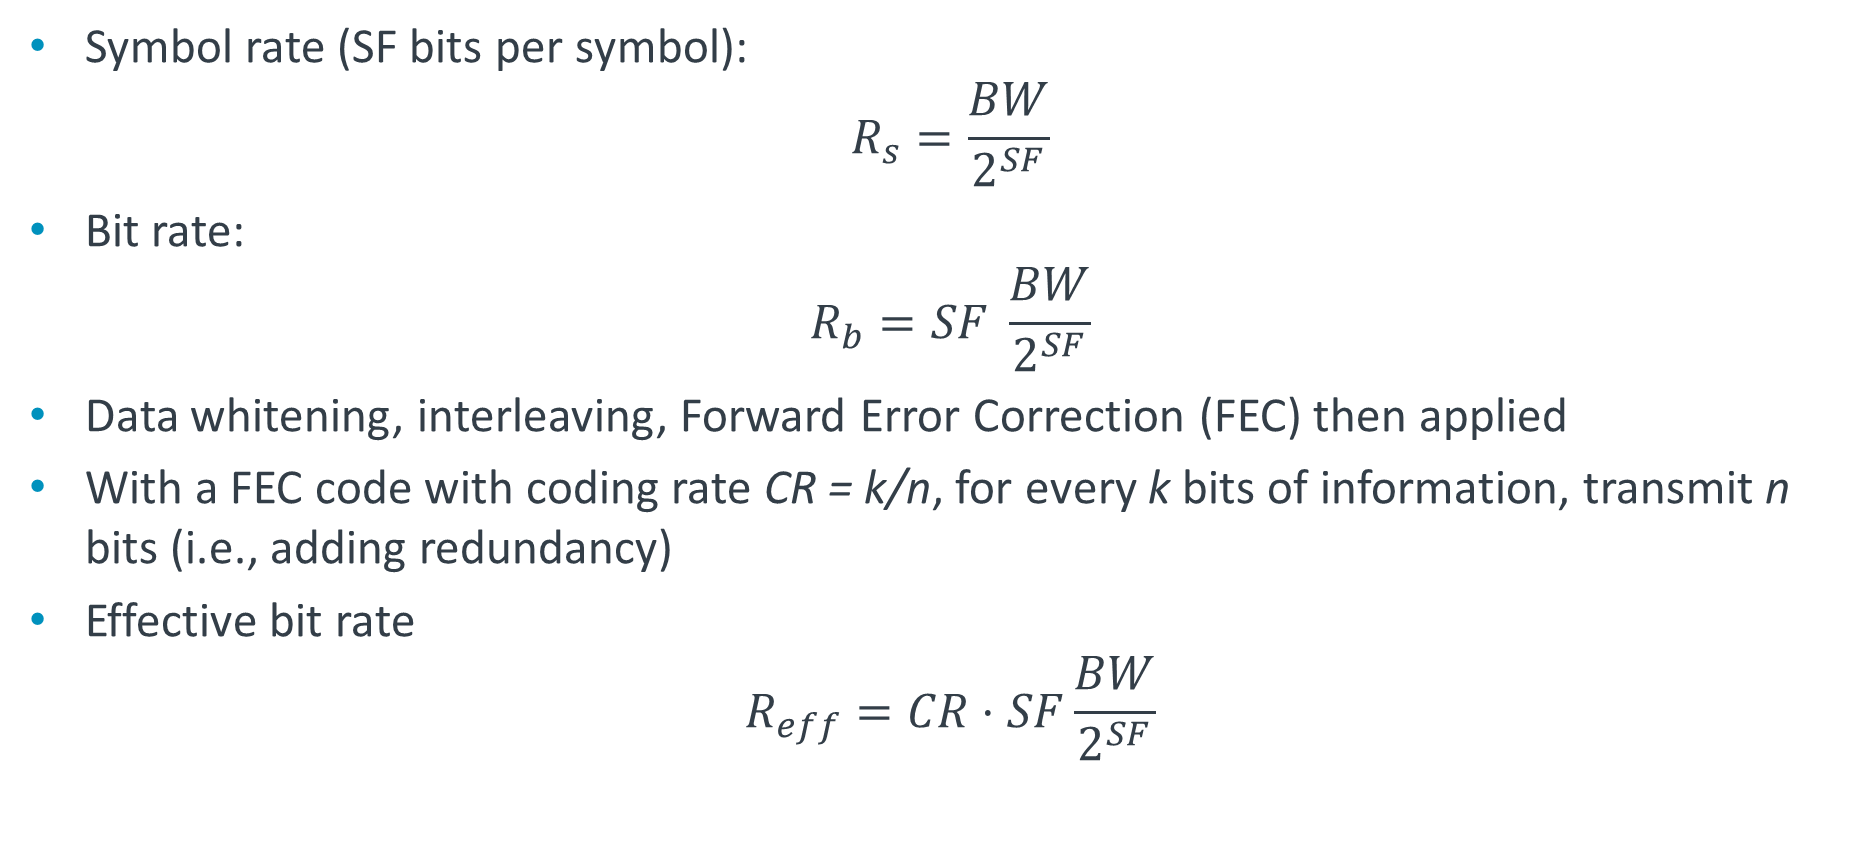 • Symbol rate (SF bits per symbol):
R_s = BW / 2^SF
• Bit rate:
R_b = SF BW / 2^SF
• Data whitening, interleaving, Forward Error Correction (FEC) then applied
• With a FEC code with coding rate CR = k/n, for every k bits of information, transmit n
bits (i.e., adding redundancy)
• Effective bit rate
R_eff = CR · SF BW / 2^SF